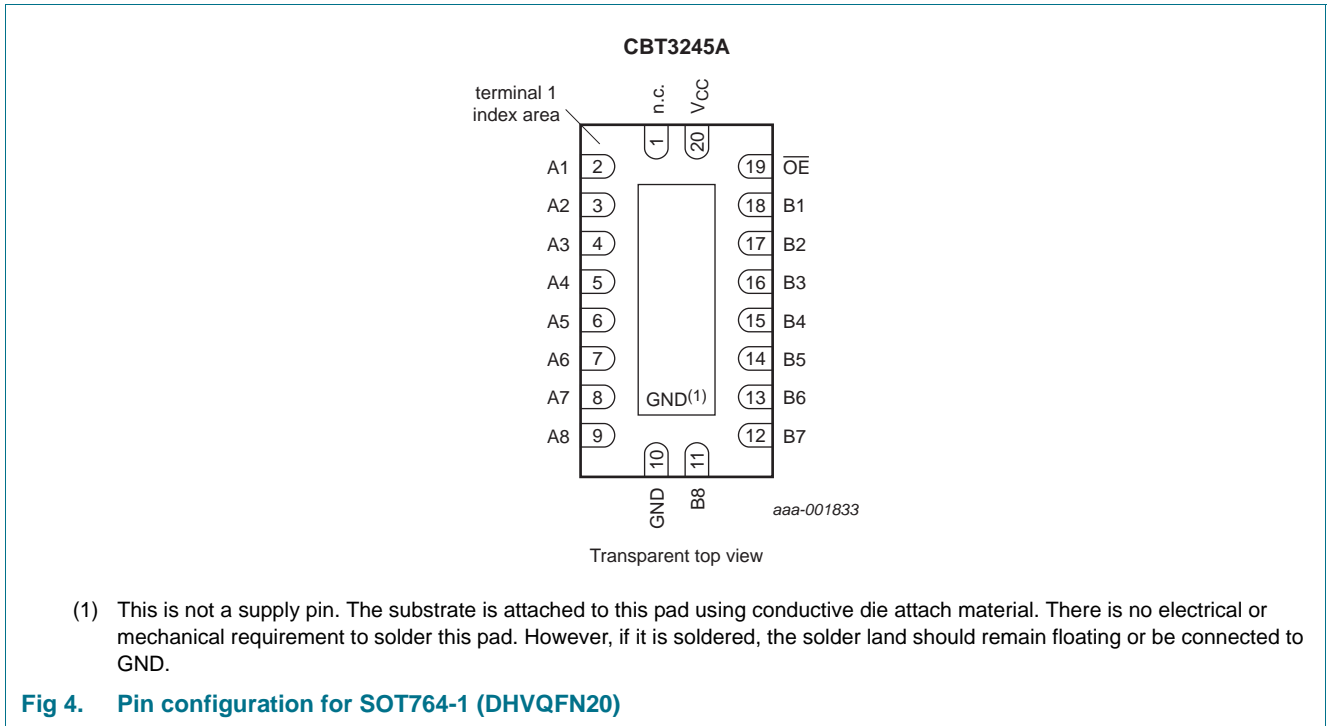 CBT3245A
terminal 1
index area
n.c.
VCC
1
20
A1 2
19 OE
A2 3
18 B1
A3 4
17 B2
A4 5
16 B3
A5 6
15 B4
A6 7
14 B5
A7 8
GND(1)
13 B6
A8 9
12 B7
10
11
GND
B8
aaa-001833
Transparent top view
(1) This is not a supply pin. The substrate is attached to this pad using conductive die attach material. There is no electrical or
mechanical requirement to solder this pad. However, if it is soldered, the solder land should remain floating or be connected to
GND.
Fig 4. Pin configuration for SOT764-1 (DHVQFN20)